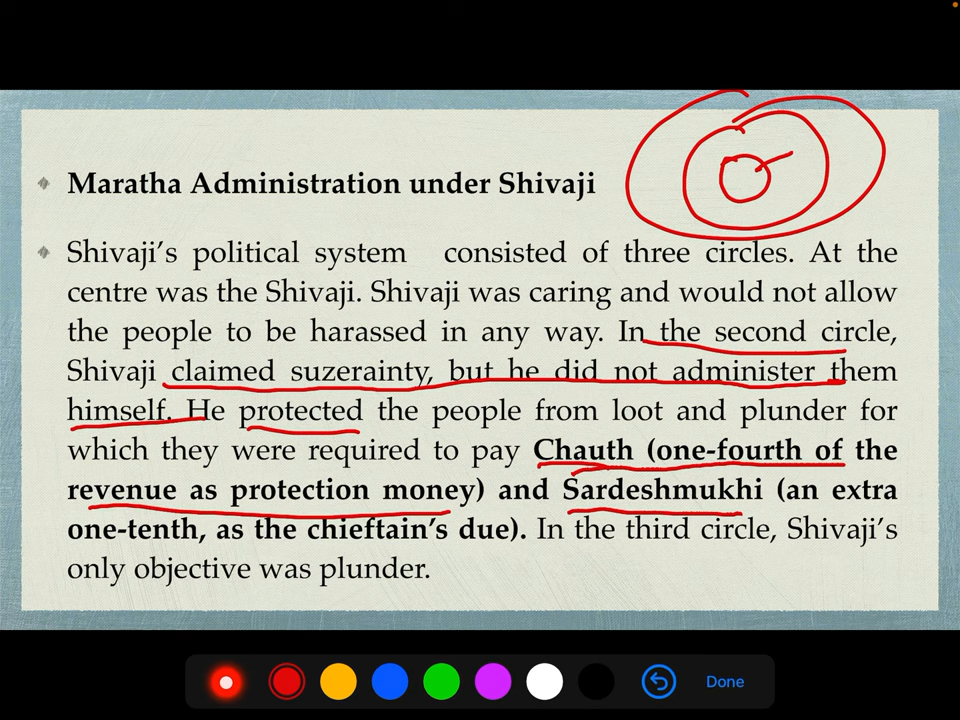 Maratha Administration under Shivaji
Shivaji's political system consisted of three circles. At the
centre was the Shivaji. Shivaji was caring and would not allow
the people to be harassed in any way. In the second circle,
Shivaji claimed suzerainty, but he did not administer them
himself. He protected the people from loot and plunder for
which they were required to pay Chauth (one-fourth of the
revenue as protection money) and Sardeshmukhi (an extra
one-tenth, as the chieftain's due). In the third circle, Shivaji's
only objective was plunder.
Done